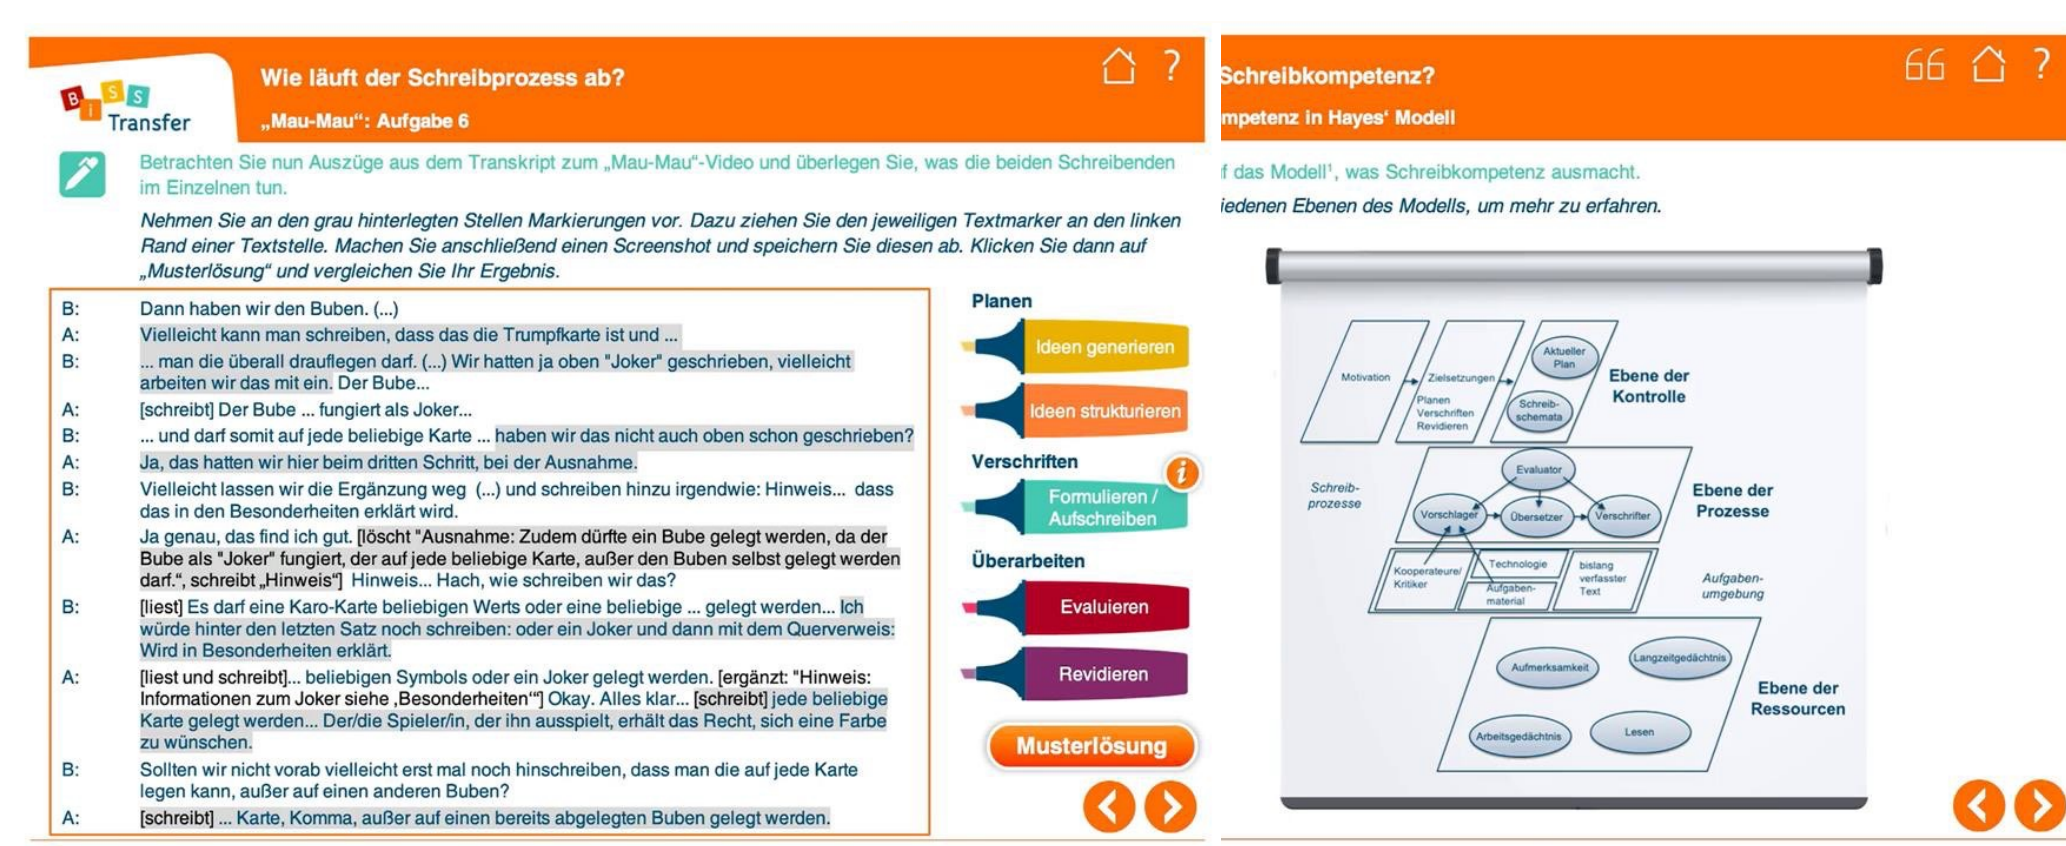 Wie läuft der Schreibprozess ab?
„Mau-Mau“: Aufgabe 6
B i S S
Transfer
Betrachten Sie nun Auszüge aus dem Transkript zum „Mau-Mau“-Video und überlegen Sie, was die beiden Schreibenden
im Einzelnen tun.
Nehmen Sie an den grau hinterlegten Stellen Markierungen vor. Dazu ziehen Sie den jeweiligen Textmarker an den linken
Rand einer Textstelle. Machen Sie anschließend einen Screenshot und speichern Sie diesen ab. Klicken Sie dann auf
„Musterlösung“ und vergleichen Sie Ihr Ergebnis.
B: Dann haben wir den Buben. (...)
A: Vielleicht kann man schreiben, dass das die Trumpfkarte ist und ...
B: ... man die überall drauflegen darf. (...) Wir hatten ja oben "Joker" geschrieben, vielleicht
arbeiten wir das mit ein. Der Bube...
A: [schreibt] Der Bube ... fungiert als Joker...
B: ... und darf somit auf jede beliebige Karte ... haben wir das nicht auch oben schon geschrieben?
A: Ja, das hatten wir hier beim dritten Schritt, bei der Ausnahme.
B: Vielleicht lassen wir die Ergänzung weg (...) und schreiben hinzu irgendwie: Hinweis... dass
das in den Besonderheiten erklärt wird.
A: Ja genau, das find ich gut. [löscht "Ausnahme: Zudem dürfte ein Bube gelegt werden, da der
Bube als "Joker" fungiert, der auf jede beliebige Karte, außer den Buben selbst gelegt werden
darf.“, schreibt „Hinweis“] Hinweis... Hach, wie schreiben wir das?
B: [liest] Es darf eine Karo-Karte beliebigen Werts oder eine beliebige ... gelegt werden... Ich
würde hinter den letzten Satz noch schreiben: oder ein Joker und dann mit dem Querverweis:
Wird in Besonderheiten erklärt.
A: [liest und schreibt]... beliebigen Symbols oder ein Joker gelegt werden. [ergänzt: "Hinweis:
Informationen zum Joker siehe ‚Besonderheiten‘"] Okay. Alles klar... [schreibt] jede beliebige
Karte gelegt werden... Der/die Spieler/in, der ihn ausspielt, erhält das Recht, sich eine Farbe
zu wünschen.
B: Sollten wir nicht vorab vielleicht erst mal noch hinschreiben, dass man die auf jede Karte
legen kann, außer auf einen anderen Buben?
A: [schreibt] ... Karte, Komma, außer auf einen bereits abgelegten Buben gelegt werden.
Planen
Ideen generieren
Ideen strukturieren
Verschriften
i
Formulieren /
Aufschreiben
Überarbeiten
Evaluieren
Revidieren
Musterlösung
Schreibkompetenz?
mpetenz in Hayes‘ Modell
f das Modell¹, was Schreibkompetenz ausmacht.
iedenen Ebenen des Modells, um mehr zu erfahren.
Motivation
Zielsetzungen
Planen
Verschriften
Revidieren
Aktueller
Plan
Schreib-
schemata
Ebene der
Kontrolle
Schreib-
prozesse
Evaluator
Vorschlager
Übersetzer
Verschrifter
Ebene der
Prozesse
Kooperateure/
Kritiker
Technologie
Aufgaben-
material
bislang
verfasster
Text
Aufgaben-
umgebung
Aufmerksamkeit
Langzeitgedächtnis
Arbeitsgedächtnis
Lesen
Ebene der
Ressourcen